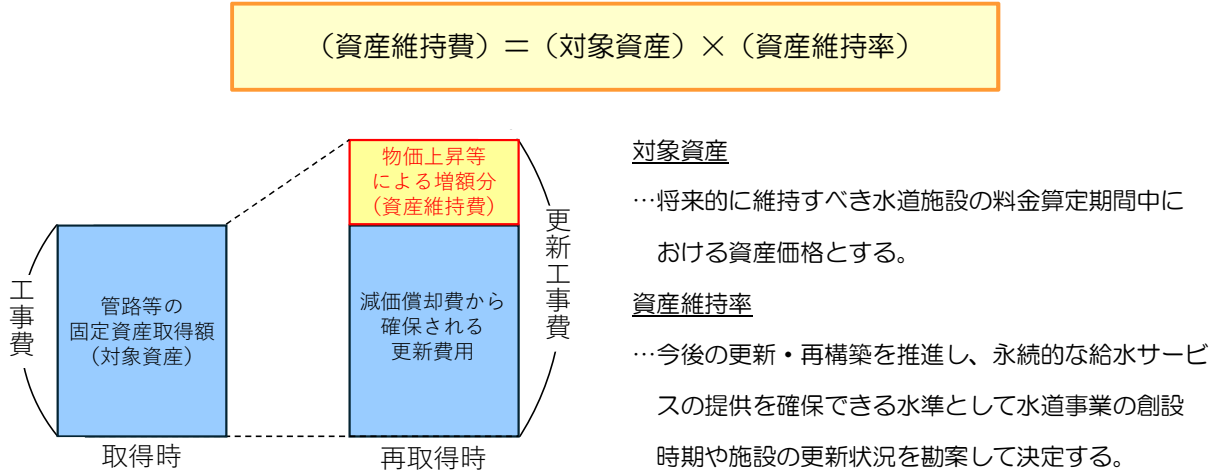 （資産維持費）＝（対象資産）×（資産維持率）
物価上昇等
による増額分
（資産維持費）
更新工事費
工事費
管路等の
固定資産取得額
（対象資産）
減価償却費から
確保される
更新費用
取得時
再取得時
対象資産
…将来的に維持すべき水道施設の料金算定期間中に
おける資産価格とする。
資産維持率
…今後の更新・再構築を推進し、永続的な給水サービ
スの提供を確保できる水準として水道事業の創設
時期や施設の更新状況を勘案して決定する。